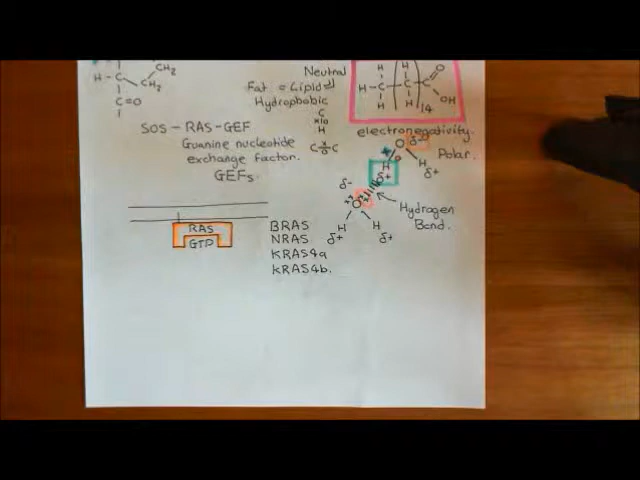 CH₂
H - C
CH₂
C=O
Neutral
Fat = Lipid
Hydrophobic
C
H
C C
H H
H-C-C-C
O
OH
H H
14
SOS - RAS - GEF
Guanine nucleotide
exchange factor.
GEFs.
electronegativity.
O δ-
Polar.
H
δ+
H
δ+
δ-
O
H H
δ+ δ+
Hydrogen
Bond.
RAS
GTP
BRAS
NRAS
KRAS4a
KRAS4b.